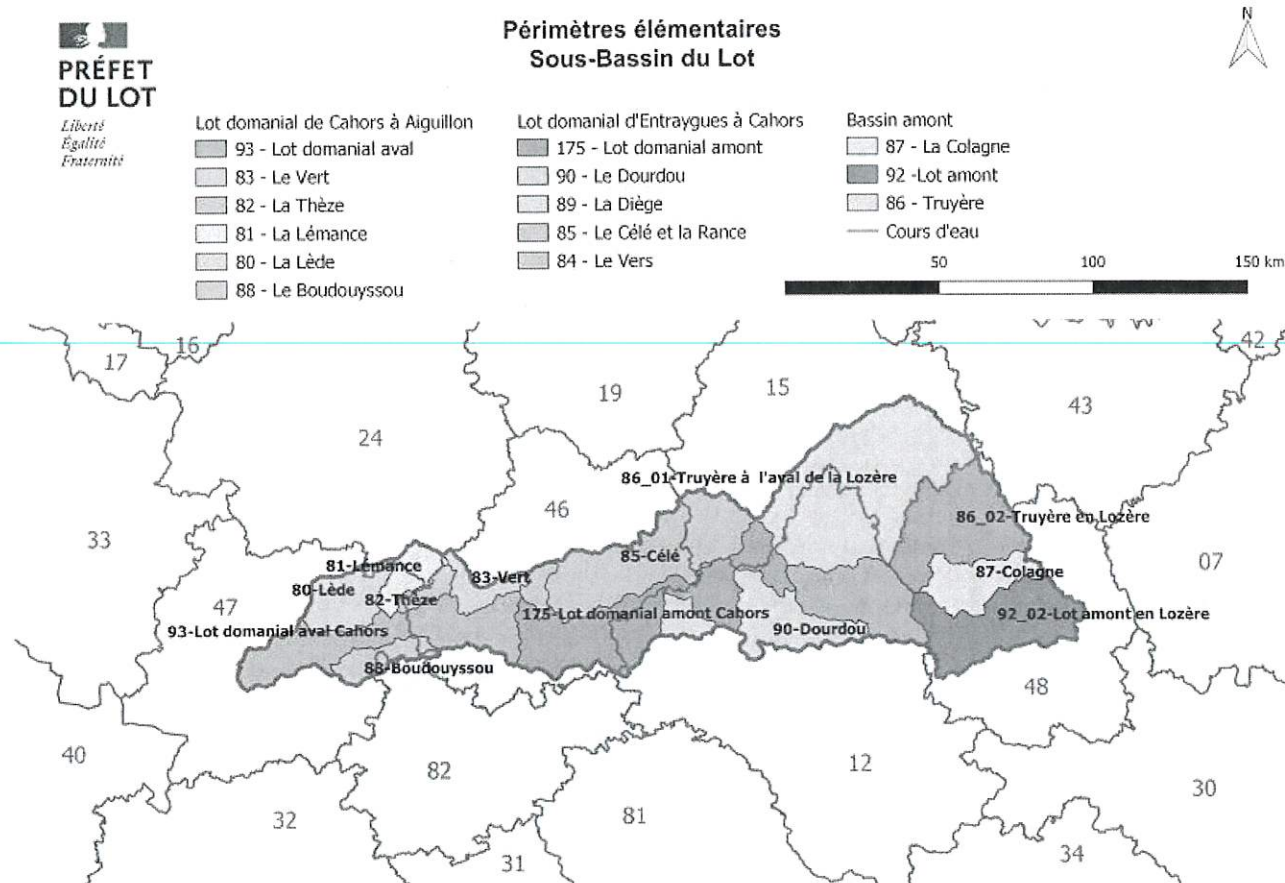 Périmètres élémentaires
Sous-Bassin du Lot
N
PRÉFET
DU LOT
Liberté
Égalité
Fraternité
Lot domanial de Cahors à Aiguillon
93 - Lot domanial aval
83 - Le Vert
82 - La Thèze
81 - La Lémance
80 - La Lède
88 - Le Boudouyssou
Lot domanial d'Entraygues à Cahors
175 - Lot domanial amont
90 - Le Dourdou
89 - La Diège
85 - Le Célé et la Rance
84 - Le Vers
Bassin amont
87 - La Colagne
92 -Lot amont
86 - Truyère
Cours d'eau
50 100 150 km
16
42
17
19
15
43
24
86_01-Truyère à l'aval de la Lozère
46
86_02-Truyère en Lozère
33
85-Célé
07
81-Lémance
87-Colagne
83-Vert
80-Lède
82-Thèze
47
175-Lot domanial amont Cahors
92_02-Lot amont en Lozère
93-Lot domanial aval Cahors
90-Dourdou
88-Boudouyssou
48
40
82
12
30
32
81
31
34